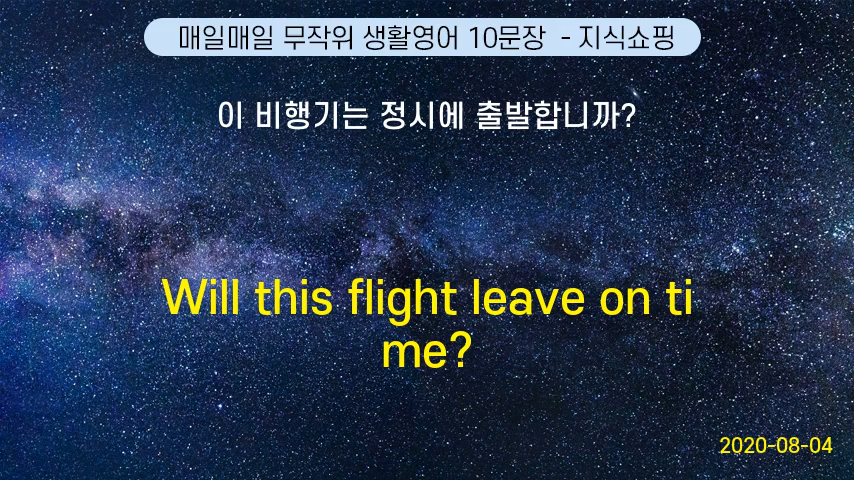 매일매일 무작위 생활영어 10문장 - 지식쇼핑
이 비행기는 정시에 출발합니까?
Will this flight leave on ti
me?
2020-08-04